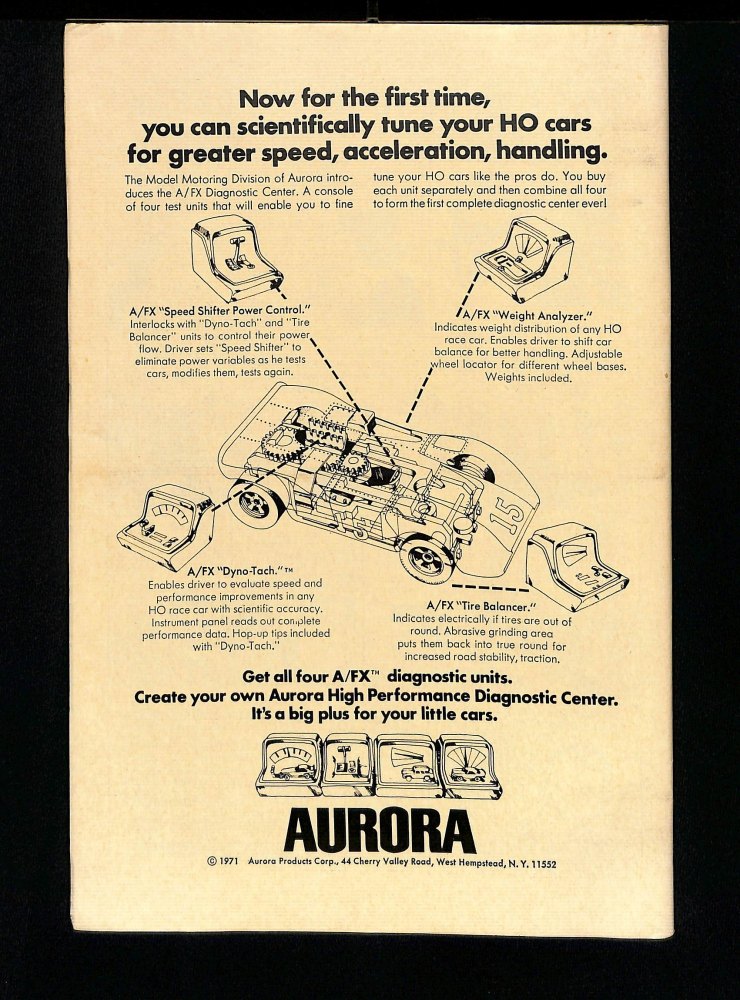 Now for the first time,
you can scientifically tune your HO cars
for greater speed, acceleration, handling.
The Model Motoring Division of Aurora intro-
duces the A/FX Diagnostic Center. A console
of four test units that will enable you to fine
tune your HO cars like the pros do. You buy
each unit separately and then combine all four
to form the first complete diagnostic center ever!
A/FX "Speed Shifter Power Control."
Interlocks with "Dyno-Tach" and "Tire
Balancer" units to control their power
flow. Driver sets "Speed Shifter" to
eliminate power variables as he tests
cars, modifies them, tests again.
A/FX "Weight Analyzer."
Indicates weight distribution of any HO
race car. Enables driver to shift car
balance for better handling. Adjustable
wheel locator for different wheel bases.
Weights included.
15
A/FX "Dyno-Tach."™
Enables driver to evaluate speed and
performance improvements in any
HO race car with scientific accuracy.
Instrument panel reads out complete
performance data. Hop-up tips included
with "Dyno-Tach."
A/FX "Tire Balancer."
Indicates electrically if tires are out of
round. Abrasive grinding area
puts them back into true round for
increased road stability, traction.
Get all four A/FX™ diagnostic units.
Create your own Aurora High Performance Diagnostic Center.
It's a big plus for your little cars.
AURORA
© 1971 Aurora Products Corp., 44 Cherry Valley Road, West Hempstead, N.Y. 11552